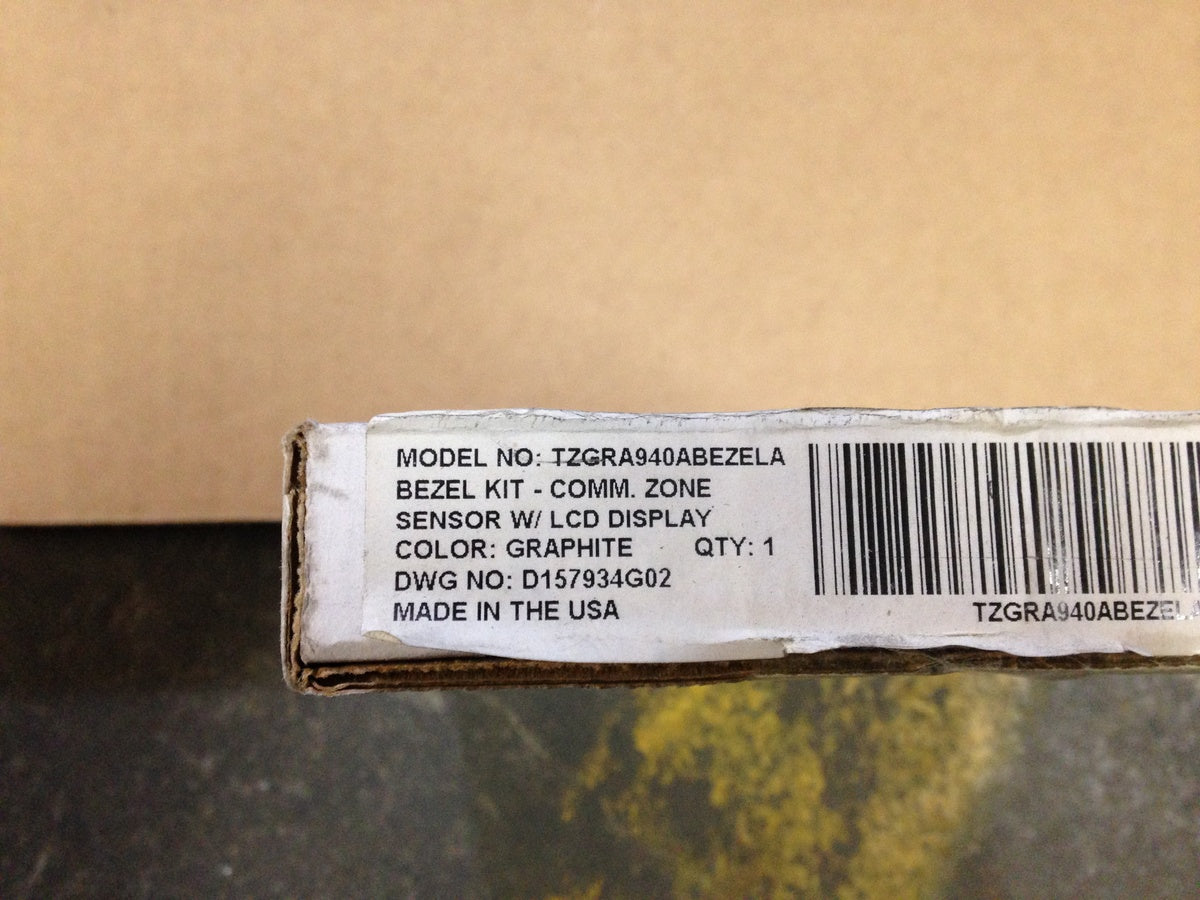 MODEL NO: TZGRA940ABEZELA
BEZEL KIT - COMM. ZONE
SENSOR W/ LCD DISPLAY
COLOR: GRAPHITE QTY: 1
DWG NO: D157934G02
MADE IN THE USA
TZGRA940ABEZELA